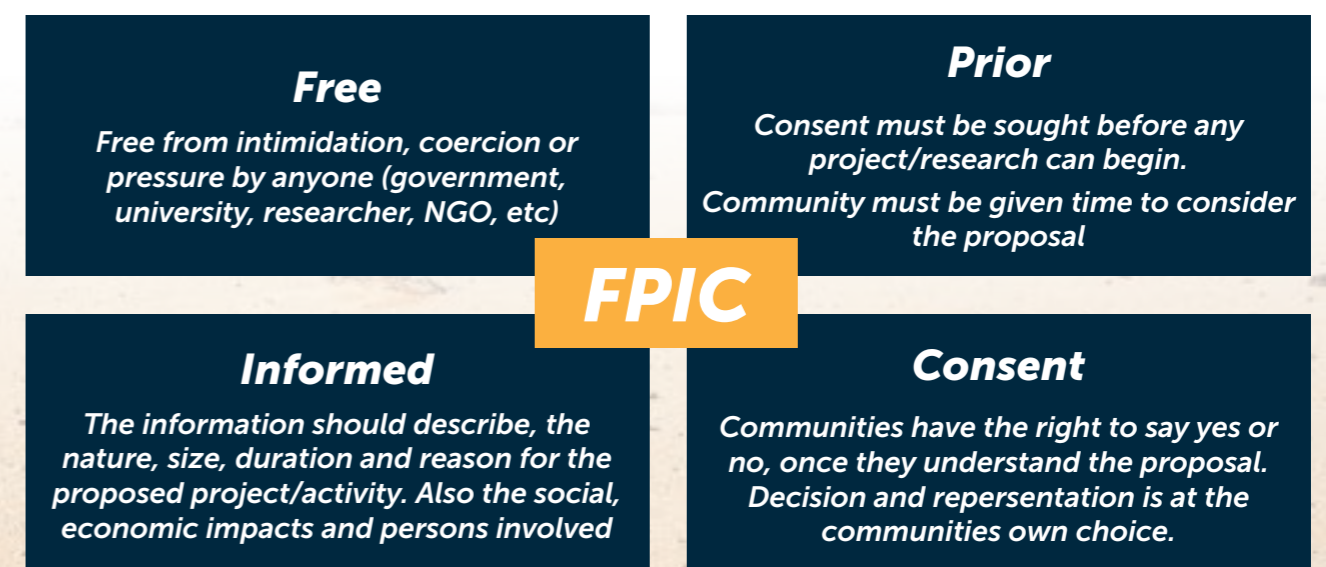 Free
Free from intimidation, coercion or
pressure by anyone (government,
university, researcher, NGO, etc)
Prior
Consent must be sought before any
project/research can begin.
Community must be given time to consider
the proposal
FPIC
Informed
The information should describe, the
nature, size, duration and reason for the
proposed project/activity. Also the social,
economic impacts and persons involved
Consent
Communities have the right to say yes or
no, once they understand the proposal.
Decision and repersentation is at the
communities own choice.